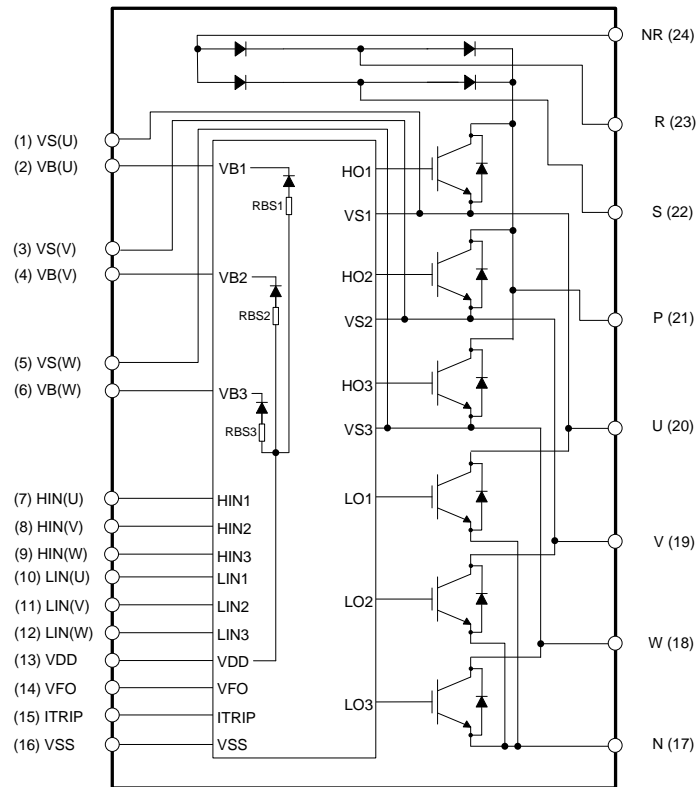 NR (24)
R (23)
(1) VS(U)
(2) VB(U)
VB1
HO1
RBS1
VS1
S (22)
(3) VS(V)
(4) VB(V)
VB2
HO2
RBS2
VS2
P (21)
(5) VS(W)
(6) VB(W)
VB3
HO3
RBS3
VS3
U (20)
(7) HIN(U)
HIN1
LO1
(8) HIN(V)
HIN2
V (19)
(9) HIN(W)
HIN3
(10) LIN(U)
LIN1
(11) LIN(V)
LIN2
LO2
(12) LIN(W)
LIN3
W (18)
(13) VDD
VDD
(14) VFO
VFO
LO3
(15) ITRIP
ITRIP
(16) VSS
VSS
N (17)